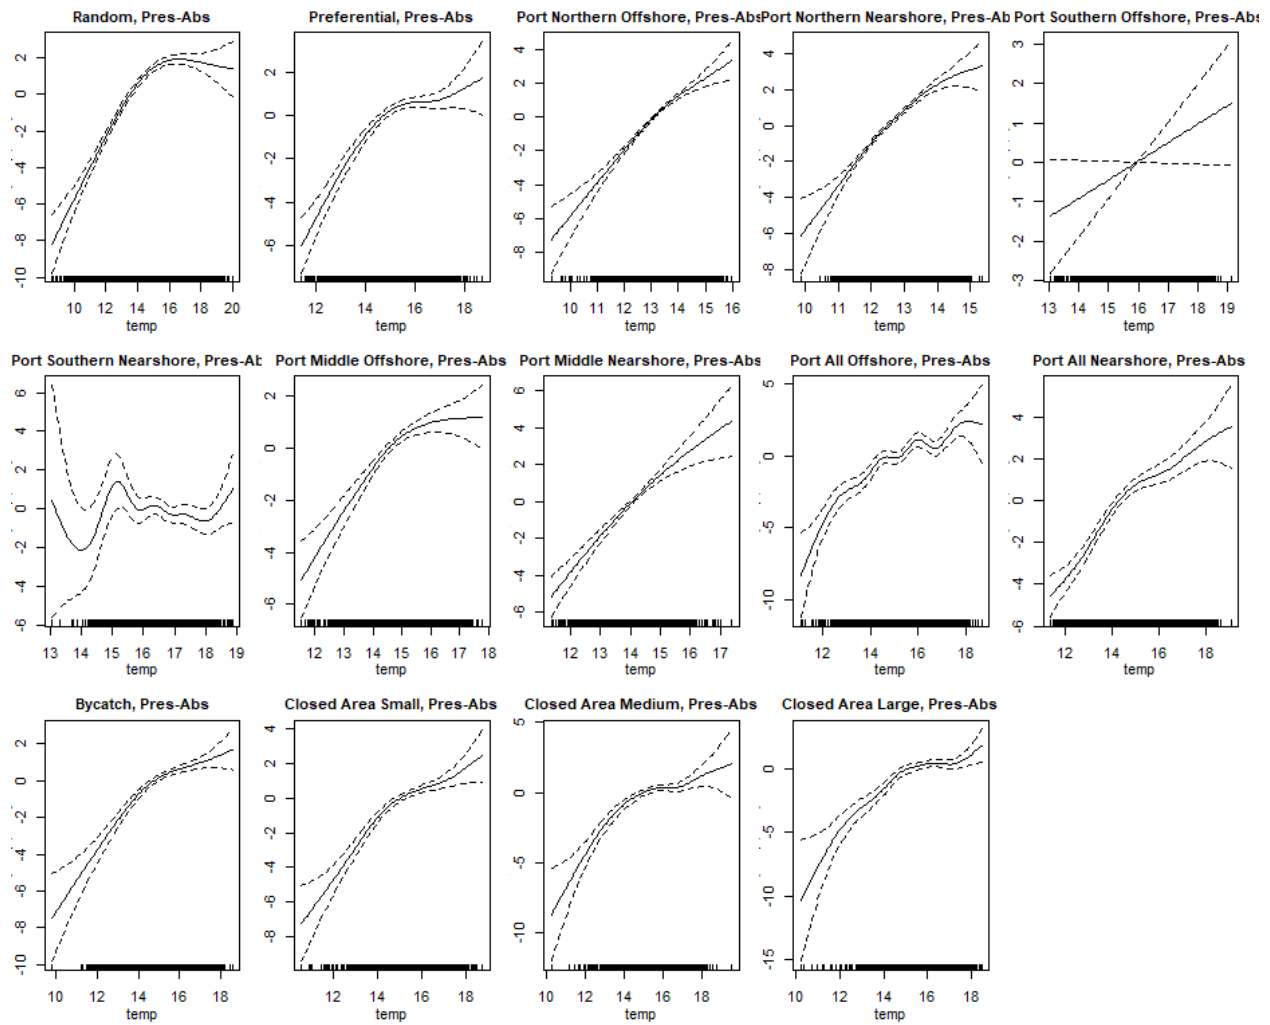 Random, Pres-Abs
2
0
-2
-4
-6
-8
-10
10 12 14 16 18 20
temp
Preferential, Pres-Abs
2
0
-2
-6
12 14 16 18
temp
Port Northern Offshore, Pres-Abs
4
2
0
-4
-8
10 11 12 13 14 15 16
temp
Port Northern Nearshore, Pres-Ab
4
2
0
-2
-4
-6
-8
10 11 12 13 14 15
temp
Port Southern Offshore, Pres-Abs
3
2
1
0
-1
-2
-3
13 14 15 16 17 18 19
temp
Port Southern Nearshore, Pres-Ab
6
4
2
0
-2
-4
-6
13 14 15 16 17 18 19
temp
Port Middle Offshore, Pres-Abs
2
0
-2
-4
-6
12 13 14 15 16 17 18
temp
Port Middle Nearshore, Pres-Abs
6
4
2
0
-2
-4
-6
12 13 14 15 16 17
temp
Port All Offshore, Pres-Abs
5
0
-5
-10
12 14 16 18
temp
Port All Nearshore, Pres-Abs
4
2
0
-2
-4
-6
12 14 16 18
temp
Bycatch, Pres-Abs
2
0
-2
-4
-6
-8
-10
10 12 14 16 18
temp
Closed Area Small, Pres-Abs
4
2
0
-2
-4
-6
-8
12 14 16 18
temp
Closed Area Medium, Pres-Abs
5
0
-5
-10
10 12 14 16 18
temp
Closed Area Large, Pres-Abs
0
-5
-10
-15
10 12 14 16 18
temp